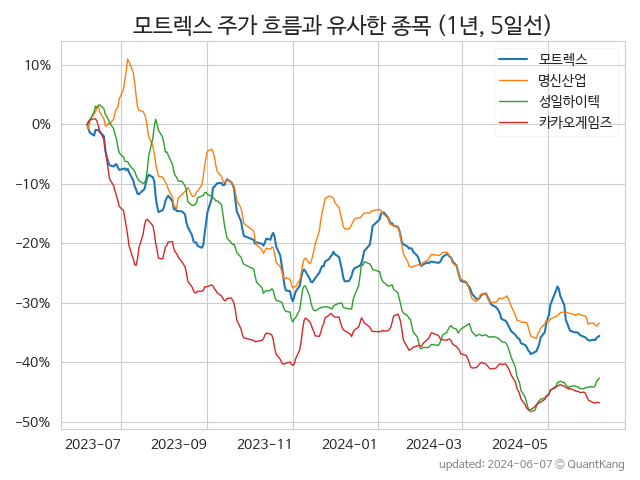 모트렉스 주가 흐름과 유사한 종목 (1년, 5일선)
모트렉스
명신산업
성일하이텍
카카오게임즈
10%
0%
−10%
−20%
−30%
−40%
−50%
2023-07 2023-09 2023-11 2024-01 2024-03 2024-05
updated: 2024-06-07 © QuantKang